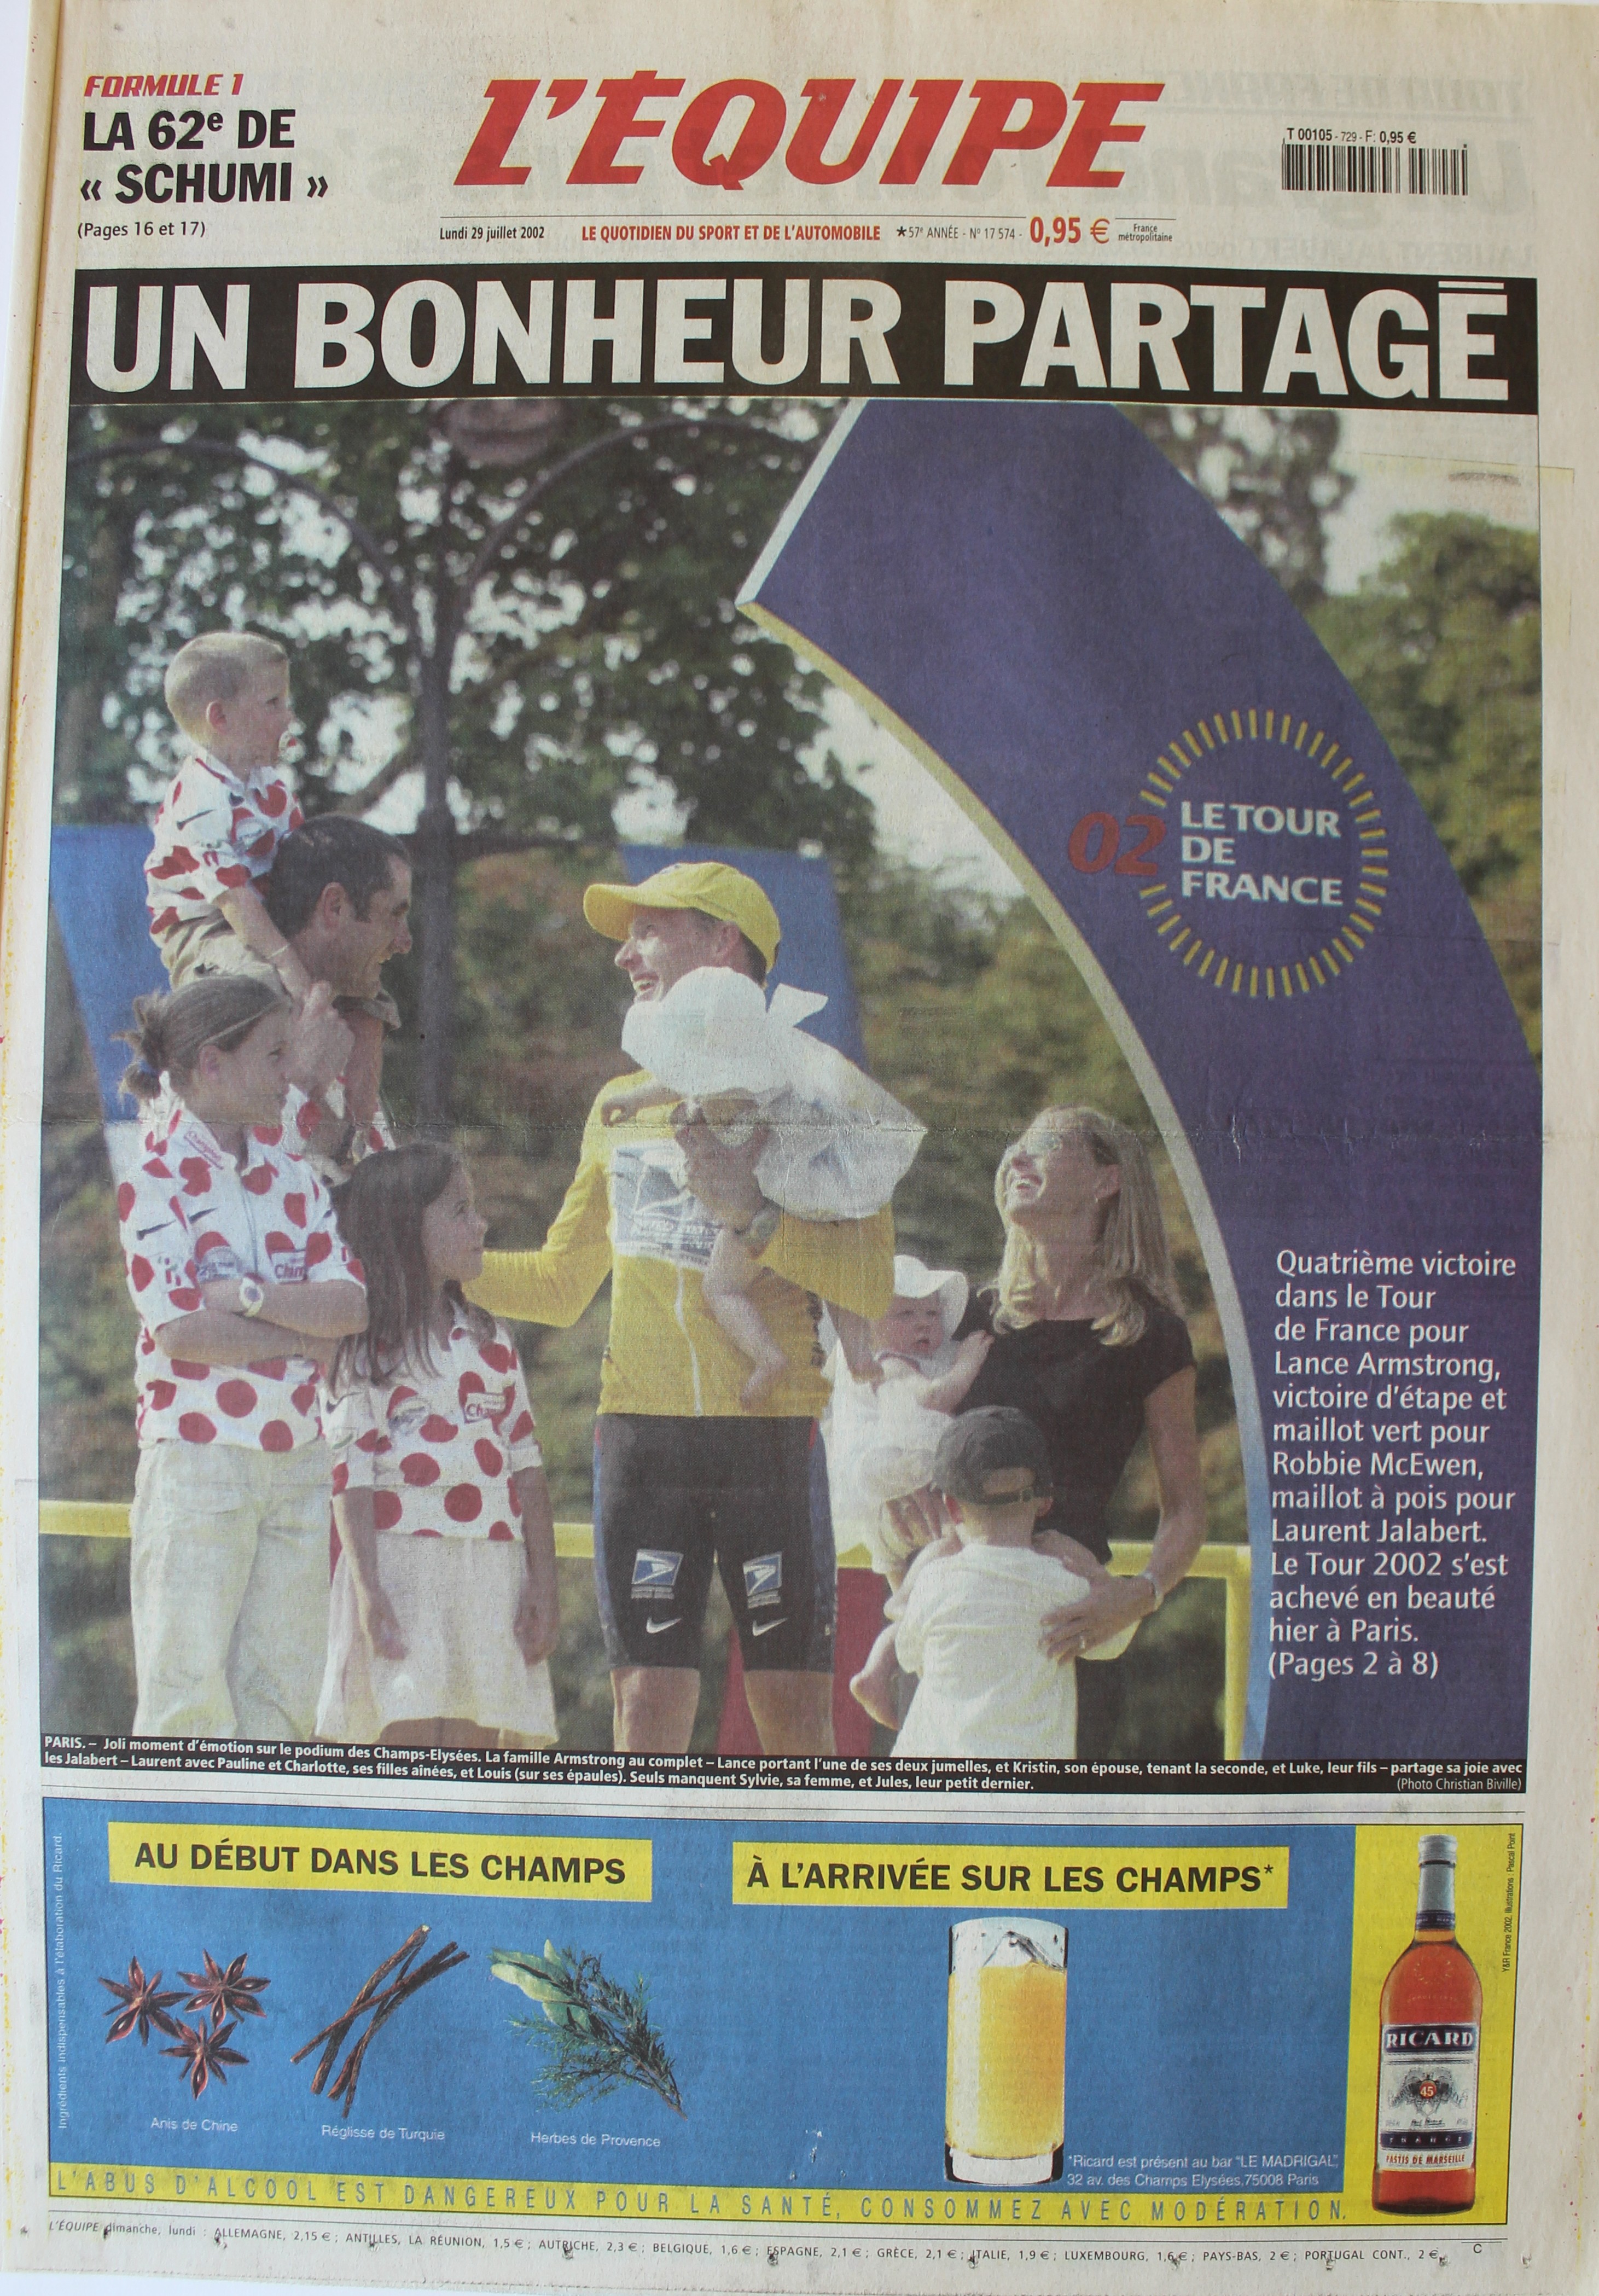 FORMULE 1
LA 62e DE
« SCHUMI »
(Pages 16 et 17)
L'ÉQUIPE
T 00105 - 729 - F: 0,95 €
Lundi 29 juillet 2002 LE QUOTIDIEN DU SPORT ET DE L'AUTOMOBILE ★ 57e ANNÉE - N° 17 574 - 0,95 € France métropolitaine
UN BONHEUR PARTAGÉ
02 LE TOUR
DE
FRANCE
Quatrième victoire
dans le Tour
de France pour
Lance Armstrong,
victoire d'étape et
maillot vert pour
Robbie McEwen,
maillot à pois pour
Laurent Jalabert.
Le Tour 2002 s'est
achevé en beauté
hier à Paris.
(Pages 2 à 8)
PARIS. – Joli moment d'émotion sur le podium des Champs-Elysées. La famille Armstrong au complet – Lance portant l'une de ses deux jumelles, et Kristin, son épouse, tenant la seconde, et Luke, leur fils – partage sa joie avec
les Jalabert – Laurent avec Pauline et Charlotte, ses filles aînées, et Louis (sur ses épaules). Seuls manquent Sylvie, sa femme, et Jules, leur petit dernier.
(Photo Christian Biville)
Ingrédients indispensables à l'élaboration du Ricard.
AU DÉBUT DANS LES CHAMPS
À L'ARRIVÉE SUR LES CHAMPS*
Y&R France 2002. Illustrations : Pascal Point
Anis de Chine
Réglisse de Turquie
Herbes de Provence
RICARD
45
FRANCE
PASTIS DE MARSEILLE
*Ricard est présent au bar "LE MADRIGAL",
32 av. des Champs Elysées,75008 Paris
L'ABUS D'ALCOOL EST DANGEREUX POUR LA SANTÉ, CONSOMMEZ AVEC MODÉRATION.
L'ÉQUIPE dimanche, lundi : ALLEMAGNE, 2,15 € ; ANTILLES, LA RÉUNION, 1,5 € ; AUTRICHE, 2,3 € ; BELGIQUE, 1,6 € ; ESPAGNE, 2,1 € ; GRÈCE, 2,1 € ; ITALIE, 1,9 € ; LUXEMBOURG, 1,6 € ; PAYS-BAS, 2 € ; PORTUGAL CONT., 2 €. C